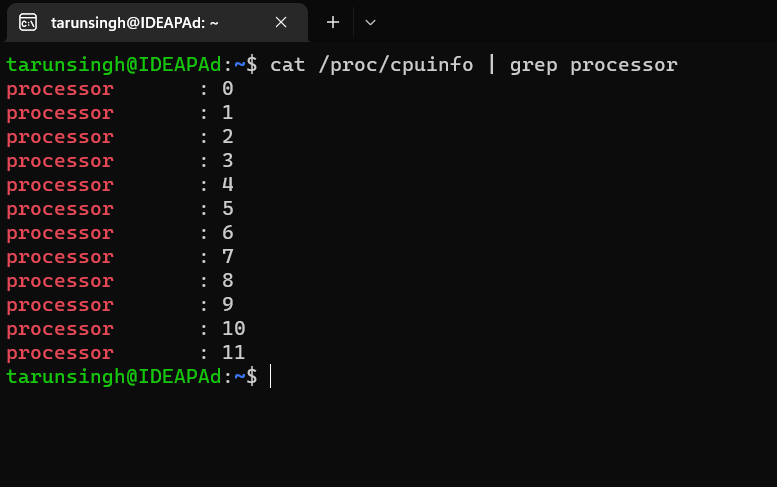 tarunsingh@IDEAPAd: ~
tarunsingh@IDEAPAd:~$ cat /proc/cpuinfo | grep processor
processor : 0
processor : 1
processor : 2
processor : 3
processor : 4
processor : 5
processor : 6
processor : 7
processor : 8
processor : 9
processor : 10
processor : 11
tarunsingh@IDEAPAd:~$